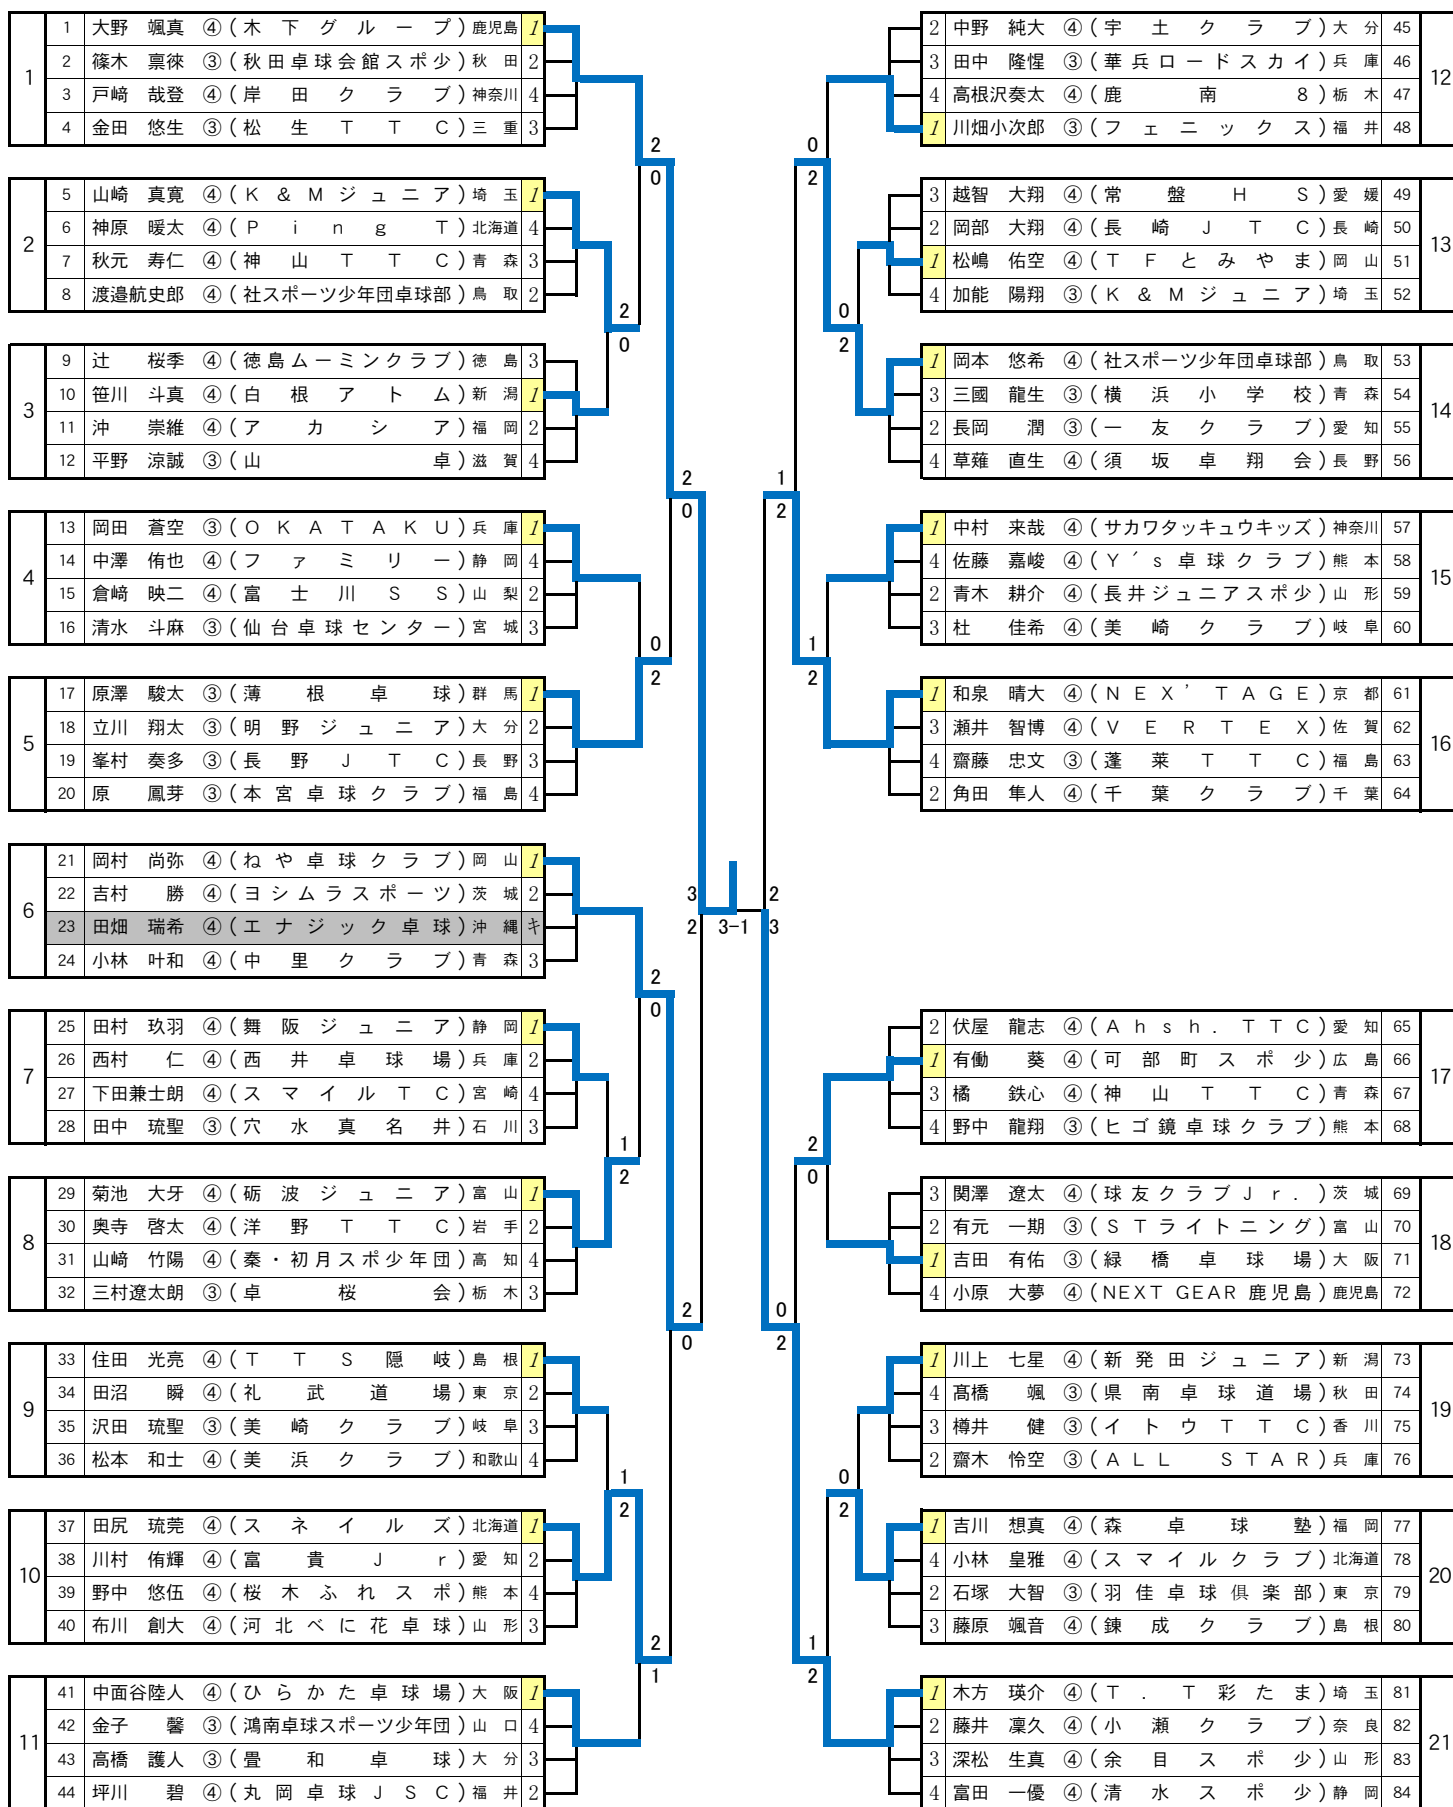 1
1 大野 颯真 ④ ( 木下グループ ) 鹿児島 1
2 篠木 禀徠 ③ ( 秋田卓球会館スポ少 ) 秋田 2
3 戸﨑 哉登 ④ ( 岸田クラブ ) 神奈川 4
4 金田 悠生 ③ ( 松生TTC ) 三重 3
2
5 山崎 真寛 ④ ( K&Mジュニア ) 埼玉 1
6 神原 暖太 ④ ( PingT ) 北海道 4
7 秋元 寿仁 ④ ( 神山TTC ) 青森 3
8 渡邉航史郎 ④ ( 社スポーツ少年団卓球部 ) 鳥取 2
3
9 辻 桜季 ④ ( 徳島ムーミンクラブ ) 徳島 3
10 笹川 斗真 ④ ( 白根アトム ) 新潟 1
11 沖 崇維 ④ ( アカシア ) 福岡 2
12 平野 涼誠 ③ ( 山卓 ) 滋賀 4
4
13 岡田 蒼空 ③ ( OKATAKU ) 兵庫 1
14 中澤 侑也 ④ ( ファミリー ) 静岡 4
15 倉﨑 映二 ④ ( 富士川SS ) 山梨 2
16 清水 斗麻 ③ ( 仙台卓球センター ) 宮城 3
5
17 原澤 駿太 ③ ( 薄根卓球 ) 群馬 1
18 立川 翔太 ③ ( 明野ジュニア ) 大分 2
19 峯村 奏多 ③ ( 長野JTC ) 長野 3
20 原 鳳芽 ③ ( 本宮卓球クラブ ) 福島 4
6
21 岡村 尚弥 ④ ( ねや卓球クラブ ) 岡山 1
22 吉村 勝 ④ ( ヨシムラスポーツ ) 茨城 2
23 田畑 瑞希 ④ ( エナジック卓球 ) 沖縄 キ
24 小林 叶和 ④ ( 中里クラブ ) 青森 3
7
25 田村 玖羽 ④ ( 舞阪ジュニア ) 静岡 1
26 西村 仁 ④ ( 西井卓球場 ) 兵庫 2
27 下田兼士朗 ④ ( スマイルTC ) 宮崎 4
28 田中 琉聖 ③ ( 穴水真名井 ) 石川 3
8
29 菊池 大牙 ④ ( 砺波ジュニア ) 富山 1
30 奥寺 啓太 ④ ( 洋野TTC ) 岩手 2
31 山﨑 竹陽 ④ ( 秦・初月スポ少年団 ) 高知 4
32 三村遼太朗 ③ ( 卓桜会 ) 栃木 3
9
33 住田 光亮 ④ ( TTS隠岐 ) 島根 1
34 田沼 瞬 ④ ( 礼武道場 ) 東京 2
35 沢田 琉聖 ③ ( 美崎クラブ ) 岐阜 3
36 松本 和士 ④ ( 美浜クラブ ) 和歌山 4
10
37 田尻 琉莞 ④ ( スネイルズ ) 北海道 1
38 川村 侑輝 ④ ( 富貴Jr ) 愛知 2
39 野中 悠伍 ④ ( 桜木ふれスポ ) 熊本 4
40 布川 創大 ④ ( 河北べに花卓球 ) 山形 3
11
41 中面谷陸人 ④ ( ひらかた卓球場 ) 大阪 1
42 金子 馨 ③ ( 鴻南卓球スポーツ少年団 ) 山口 4
43 高橋 護人 ③ ( 畳和卓球 ) 大分 3
44 坪川 碧 ④ ( 丸岡卓球JSC ) 福井 2
2
0
2
0
2
0
0
2
3
2
2
0
1
2
2
0
1
2
2
1
3-1
0
2
0
2
1
2
1
2
2
3
2
0
0
2
0
2
1
2
12
2 中野 純大 ④ ( 宇土クラブ ) 大分 45
3 田中 隆惺 ③ ( 華兵ロードスカイ ) 兵庫 46
4 高根沢奏太 ④ ( 鹿南8 ) 栃木 47
1 川畑小次郎 ③ ( フェニックス ) 福井 48
13
3 越智 大翔 ④ ( 常盤HS ) 愛媛 49
2 岡部 大翔 ④ ( 長崎JTC ) 長崎 50
1 松嶋 佑空 ④ ( TFとみやま ) 岡山 51
4 加能 陽翔 ③ ( K&Mジュニア ) 埼玉 52
14
1 岡本 悠希 ④ ( 社スポーツ少年団卓球部 ) 鳥取 53
3 三國 龍生 ③ ( 横浜小学校 ) 青森 54
2 長岡 潤 ③ ( 一友クラブ ) 愛知 55
4 草薙 直生 ④ ( 須坂卓翔会 ) 長野 56
15
1 中村 来哉 ④ ( サカワタッキュウキッズ ) 神奈川 57
4 佐藤 嘉峻 ④ ( Y's卓球クラブ ) 熊本 58
2 青木 耕介 ④ ( 長井ジュニアスポ少 ) 山形 59
3 杜 佳希 ④ ( 美崎クラブ ) 岐阜 60
16
1 和泉 晴大 ④ ( NEX'TAGE ) 京都 61
3 瀬井 智博 ④ ( VERTEX ) 佐賀 62
4 齋藤 忠文 ③ ( 蓬莱TTC ) 福島 63
2 角田 隼人 ④ ( 千葉クラブ ) 千葉 64
17
2 伏屋 龍志 ④ ( Ahsh.TTC ) 愛知 65
1 有働 葵 ④ ( 可部町スポ少 ) 広島 66
3 橘 鉄心 ④ ( 神山TTC ) 青森 67
4 野中 龍翔 ③ ( ヒゴ鏡卓球クラブ ) 熊本 68
18
3 関澤 遼太 ④ ( 球友クラブJr. ) 茨城 69
2 有元 一期 ③ ( STライトニング ) 富山 70
1 吉田 有佑 ③ ( 緑橋卓球場 ) 大阪 71
4 小原 大夢 ④ ( NEXT GEAR 鹿児島 ) 鹿児島 72
19
1 川上 七星 ④ ( 新発田ジュニア ) 新潟 73
4 髙橋 颯 ③ ( 県南卓球道場 ) 秋田 74
3 樽井 健 ③ ( イトウTTC ) 香川 75
2 齋木 怜空 ③ ( ALL STAR ) 兵庫 76
20
1 吉川 想真 ④ ( 森卓球塾 ) 福岡 77
4 小林 皇雅 ④ ( スマイルクラブ ) 北海道 78
2 石塚 大智 ③ ( 羽佳卓球倶楽部 ) 東京 79
3 藤原 颯音 ④ ( 錬成クラブ ) 島根 80
21
1 木方 瑛介 ④ ( T.T彩たま ) 埼玉 81
2 藤井 凜久 ④ ( 小瀬クラブ ) 奈良 82
3 深松 生真 ④ ( 余目スポ少 ) 山形 83
4 富田 一優 ④ ( 清水スポ少 ) 静岡 84